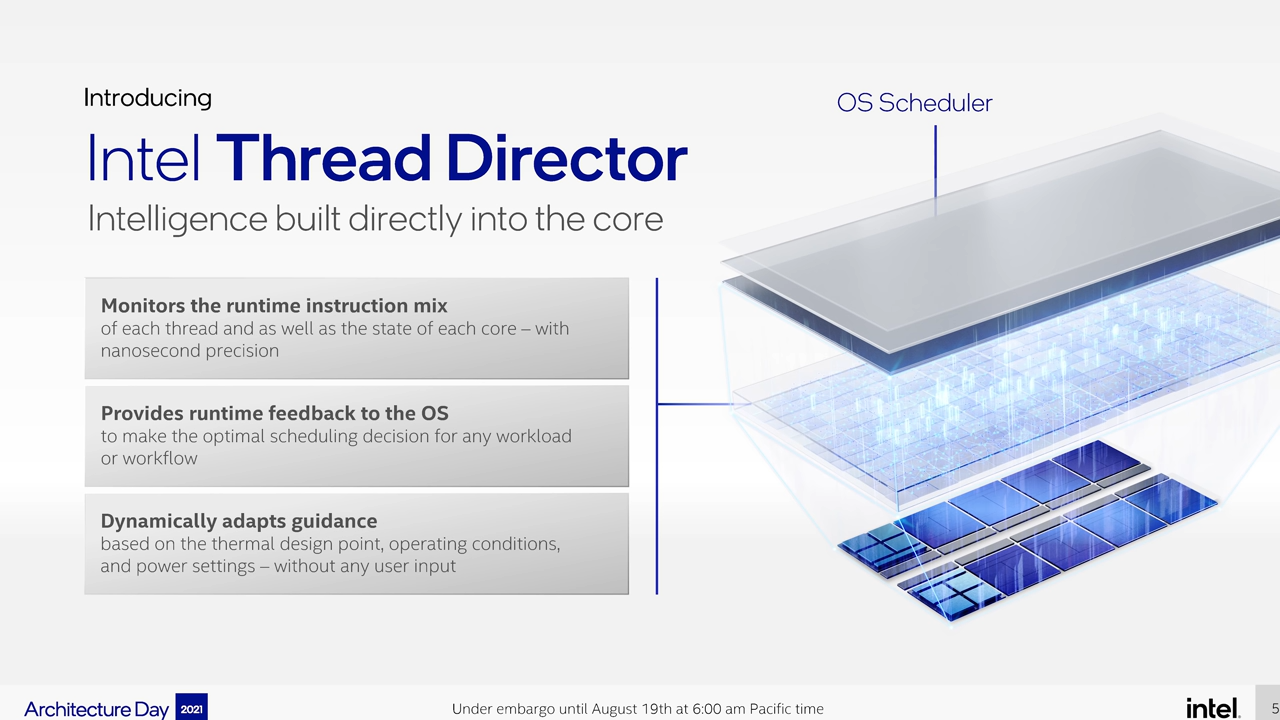 Introducing
Intel Thread Director
Intelligence built directly into the core
OS Scheduler
Monitors the runtime instruction mix
of each thread and as well as the state of each core – with
nanosecond precision
Provides runtime feedback to the OS
to make the optimal scheduling decision for any workload
or workflow
Dynamically adapts guidance
based on the thermal design point, operating conditions,
and power settings – without any user input
Architecture Day 2021
Under embargo until August 19th at 6:00 am Pacific time
intel.
5